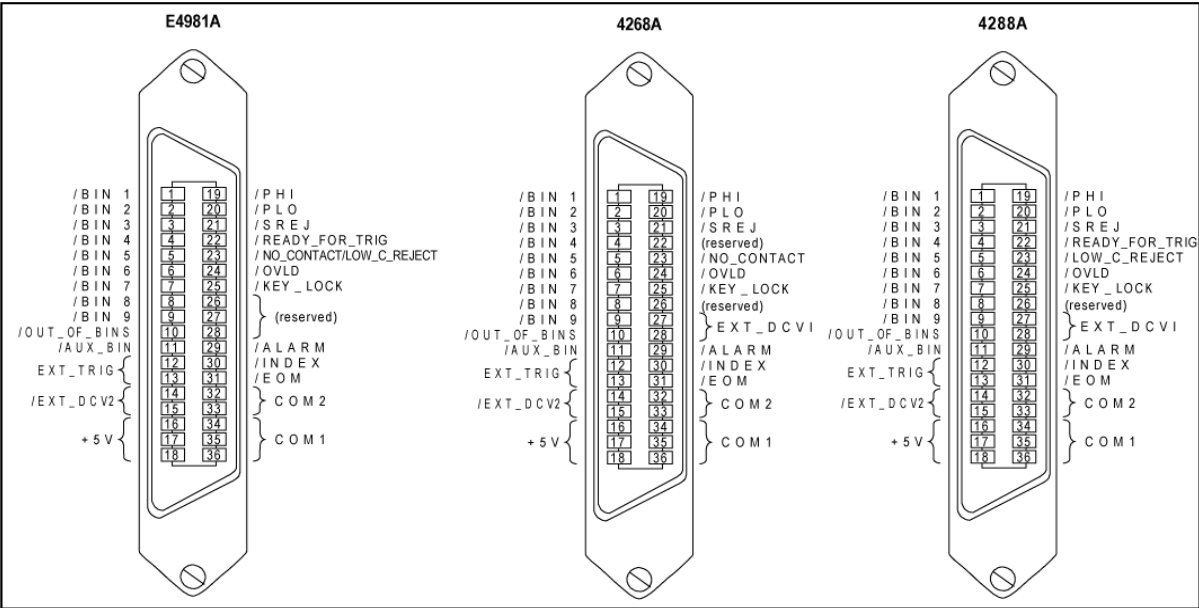 E4981A
/BIN 1 1 19 /PHI
/BIN 2 2 20 /PLO
/BIN 3 3 21 /SREJ
/BIN 4 4 22 /READY_FOR_TRIG
/BIN 5 5 23 /NO_CONTACT/LOW_C_REJECT
/BIN 6 6 24 /OVLD
/BIN 7 7 25 /KEY_LOCK
/BIN 8 8 26
/BIN 9 9 27 (reserved)
/OUT_OF_BINS 10 28
/AUX_BIN 11 29 /ALARM
EXT_TRIG 12 30 /INDEX
13 31 /EOM
/EXT_DCV2 14 32 COM2
15 33
16 34
+5V 17 35 COM1
18 36
4268A
/BIN 1 1 19 /PHI
/BIN 2 2 20 /PLO
/BIN 3 3 21 /SREJ
/BIN 4 4 22 (reserved)
/BIN 5 5 23 /NO_CONTACT
/BIN 6 6 24 /OVLD
/BIN 7 7 25 /KEY_LOCK
/BIN 8 8 26 (reserved)
/BIN 9 9 27 EXT_DCVI
/OUT_OF_BINS 10 28
/AUX_BIN 11 29 /ALARM
EXT_TRIG 12 30 /INDEX
13 31 /EOM
/EXT_DCV2 14 32 COM2
15 33
16 34
+5V 17 35 COM1
18 36
4288A
/BIN 1 1 19 /PHI
/BIN 2 2 20 /PLO
/BIN 3 3 21 /SREJ
/BIN 4 4 22 /READY_FOR_TRIG
/BIN 5 5 23 /LOW_C_REJECT
/BIN 6 6 24 /OVLD
/BIN 7 7 25 /KEY_LOCK
/BIN 8 8 26 (reserved)
/BIN 9 9 27 EXT_DCVI
/OUT_OF_BINS 10 28
/AUX_BIN 11 29 /ALARM
EXT_TRIG 12 30 /INDEX
13 31 /EOM
/EXT_DCV2 14 32 COM2
15 33
16 34
+5V 17 35 COM1
18 36